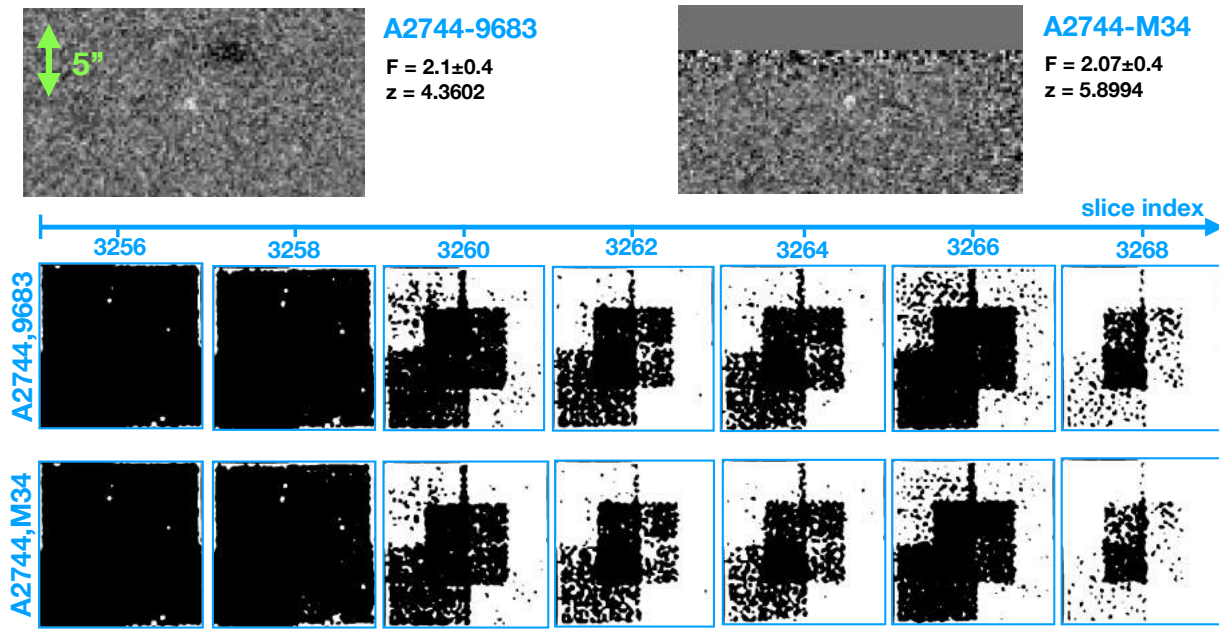 A2744-9683
F = 2.1±0.4
z = 4.3602
5”
A2744-M34
F = 2.07±0.4
z = 5.8994
slice index
3256 3258 3260 3262 3264 3266 3268
A2744,9683
A2744,M34